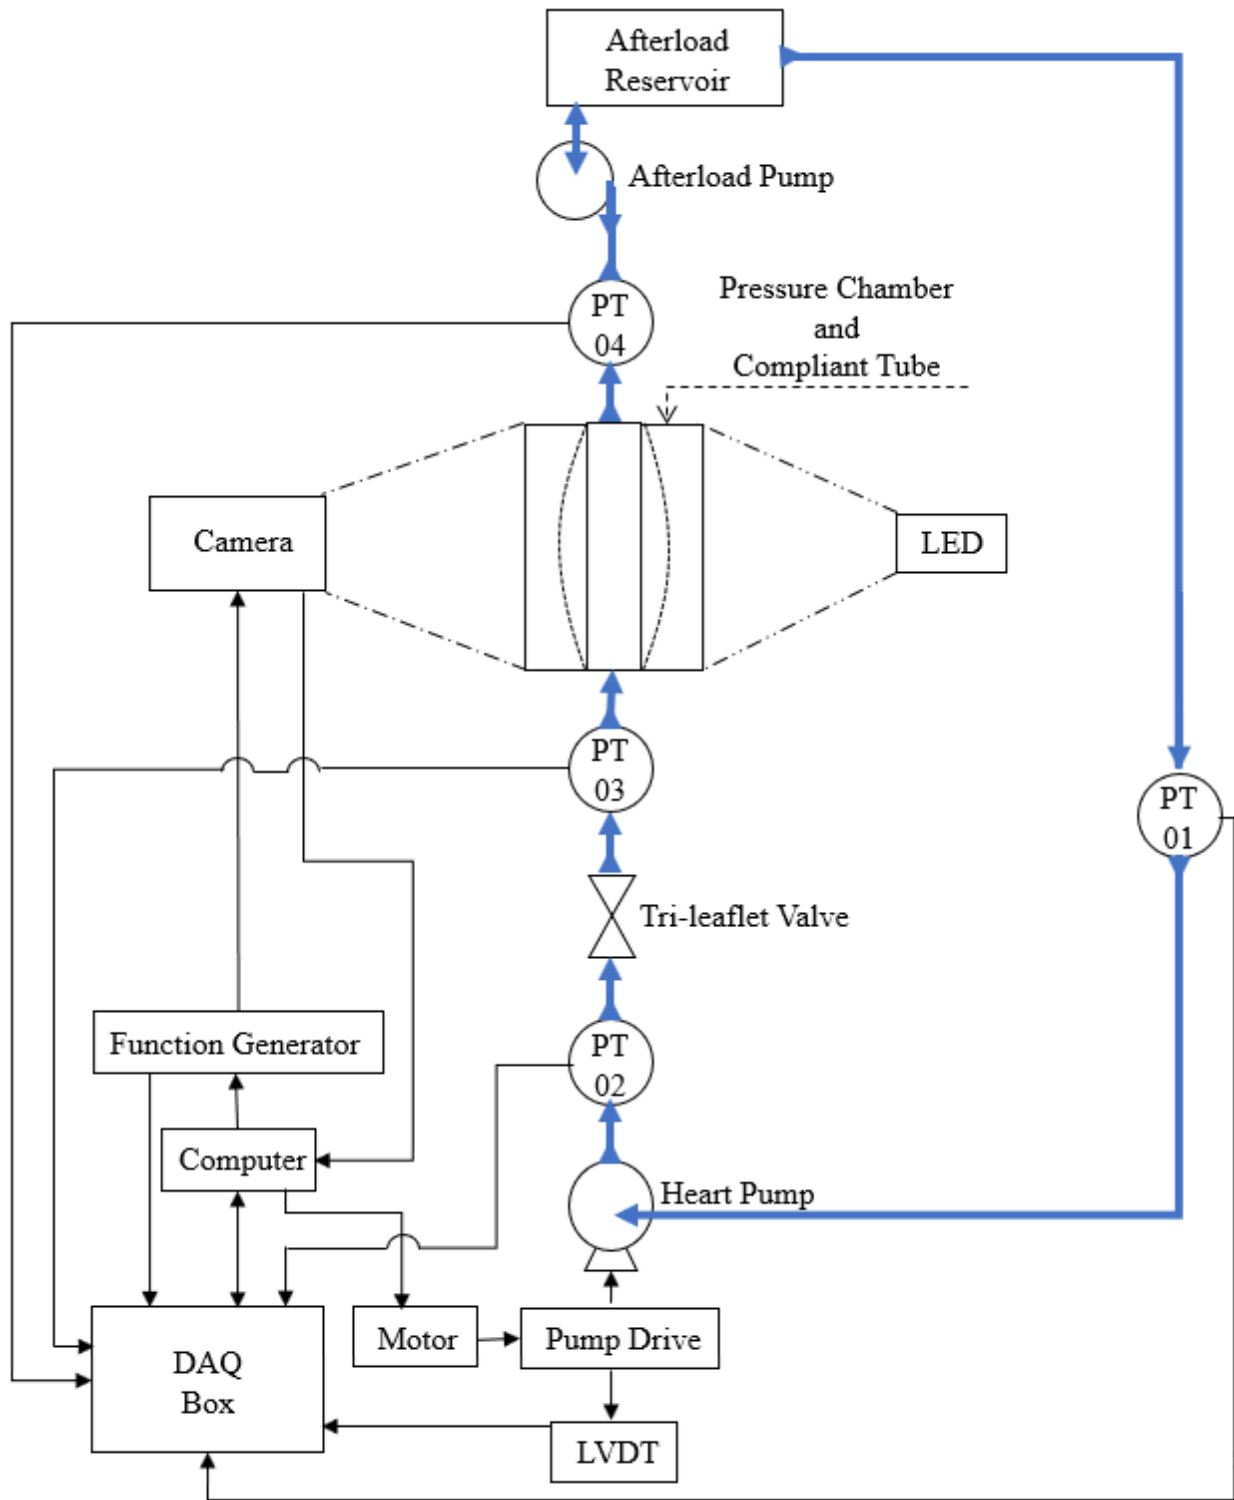 Afterload
Reservoir
Afterload Pump
PT
04
Pressure Chamber
and
Compliant Tube
Camera
LED
PT
03
PT
01
Tri-leaflet Valve
Function Generator
PT
02
Computer
Heart Pump
Motor
Pump Drive
DAQ
Box
LVDT